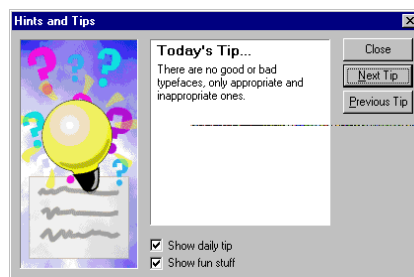 Hints and Tips
Today's Tip...
There are no good or bad
typefaces, only appropriate and
inappropriate ones.
Close
Next Tip
Previous Tip
Show daily tip
Show fun stuff